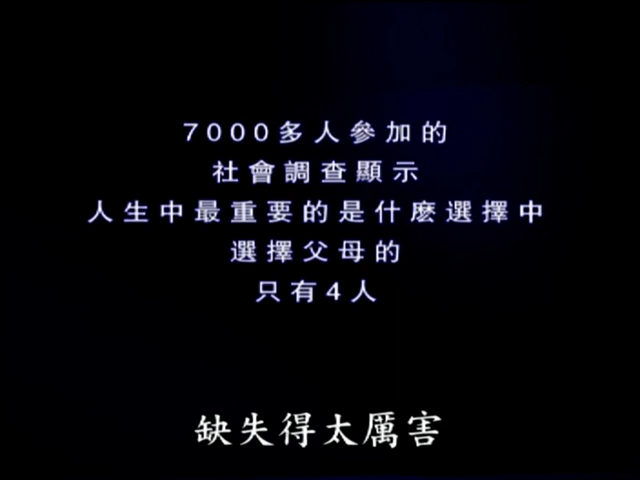 7000多人參加的
社會調查顯示
人生中最重要的是什麽選擇中
選擇父母的
只有4人
缺失得太厲害